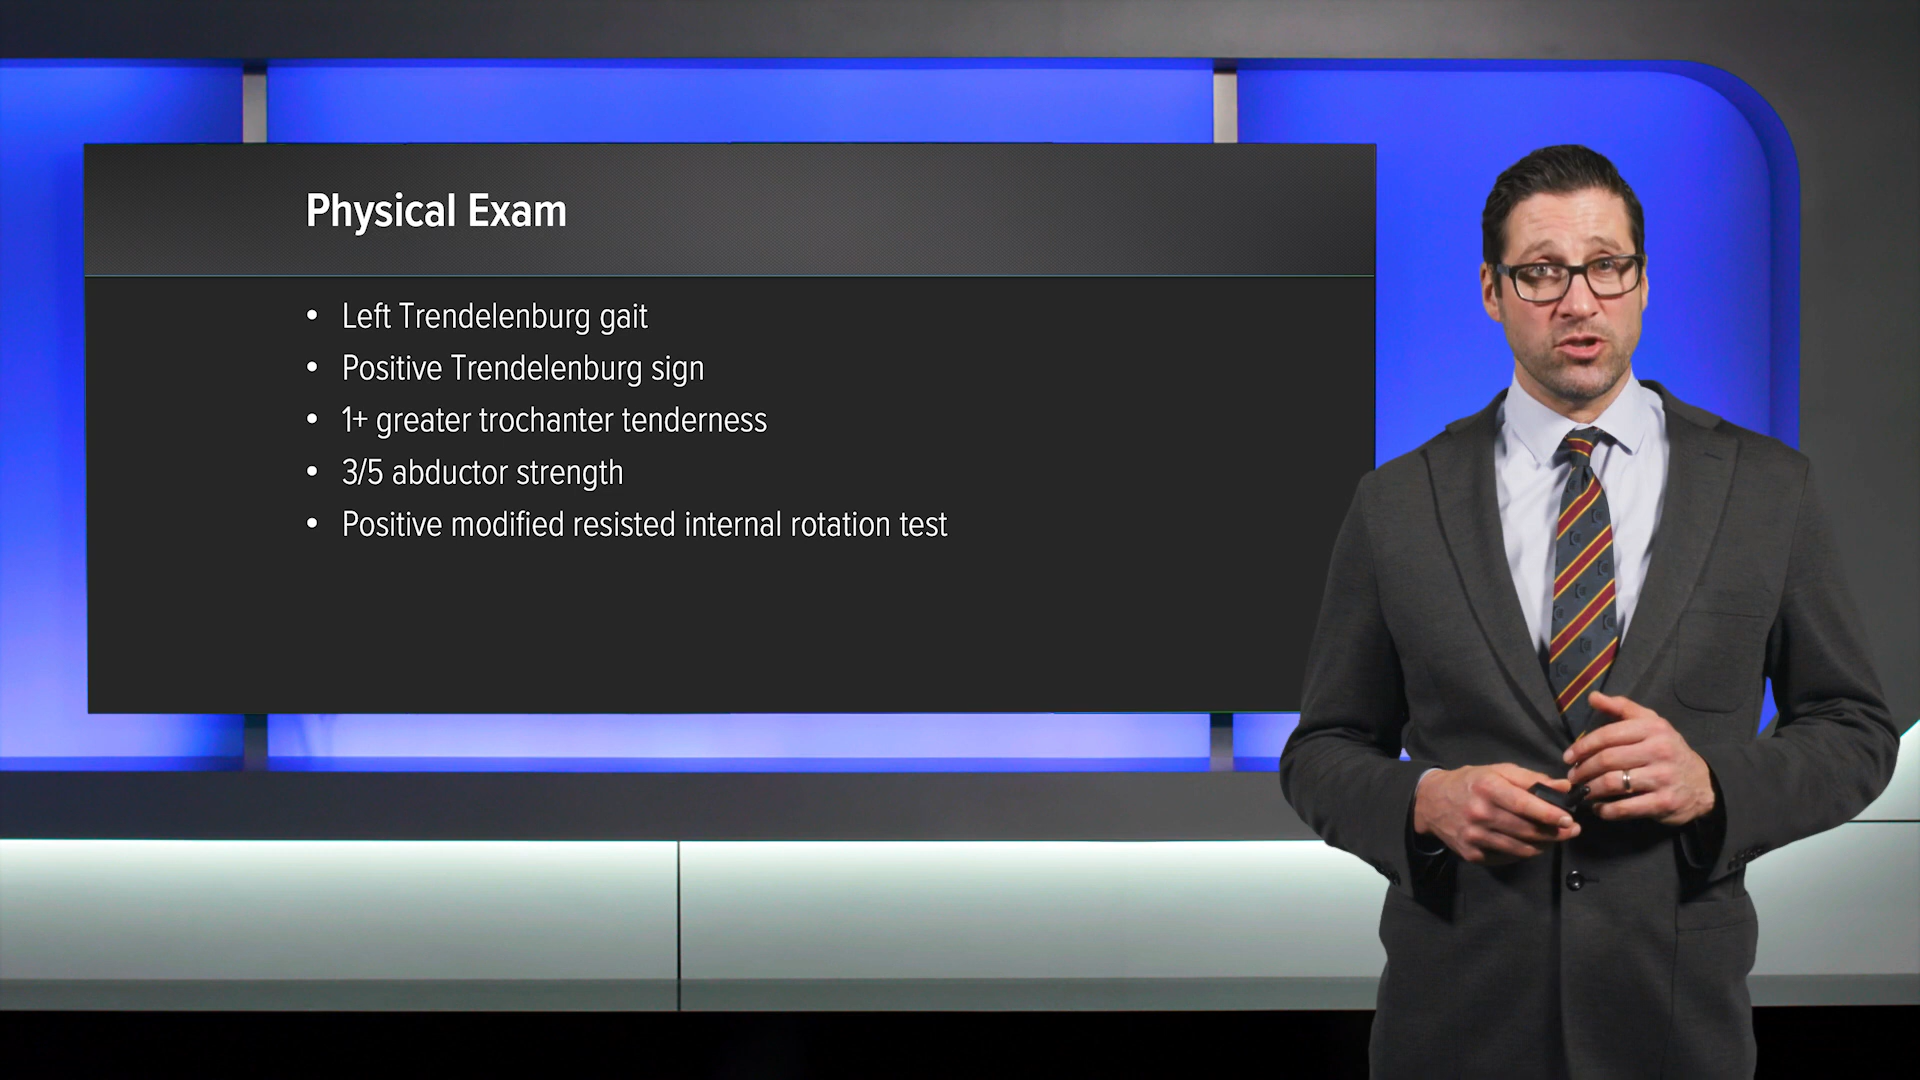 Physical Exam
• Left Trendelenburg gait
• Positive Trendelenburg sign
• 1+ greater trochanter tenderness
• 3/5 abductor strength
• Positive modified resisted internal rotation test